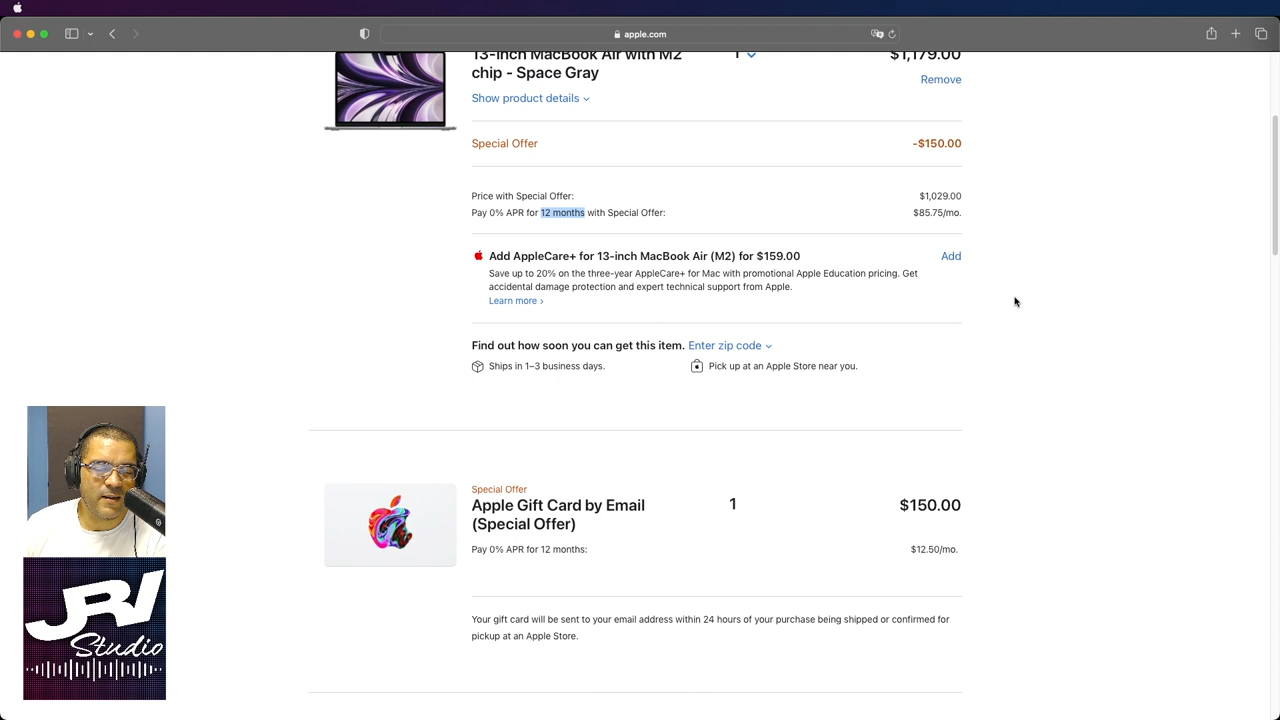 apple.com
13-inch MacBook Air with M2 1 $1,179.00
chip - Space Gray
Remove
Show product details
Special Offer -$150.00
Price with Special Offer: $1,029.00
Pay 0% APR for 12 months with Special Offer: $85.75/mo.
Add AppleCare+ for 13-inch MacBook Air (M2) for $159.00 Add
Save up to 20% on the three-year AppleCare+ for Mac with promotional Apple Education pricing. Get
accidental damage protection and expert technical support from Apple.
Learn more ›
Find out how soon you can get this item. Enter zip code
Ships in 1–3 business days. Pick up at an Apple Store near you.
Special Offer
Apple Gift Card by Email 1 $150.00
(Special Offer)
Pay 0% APR for 12 months: $12.50/mo.
Your gift card will be sent to your email address within 24 hours of your purchase being shipped or confirmed for
pickup at an Apple Store.
JRV
Studio